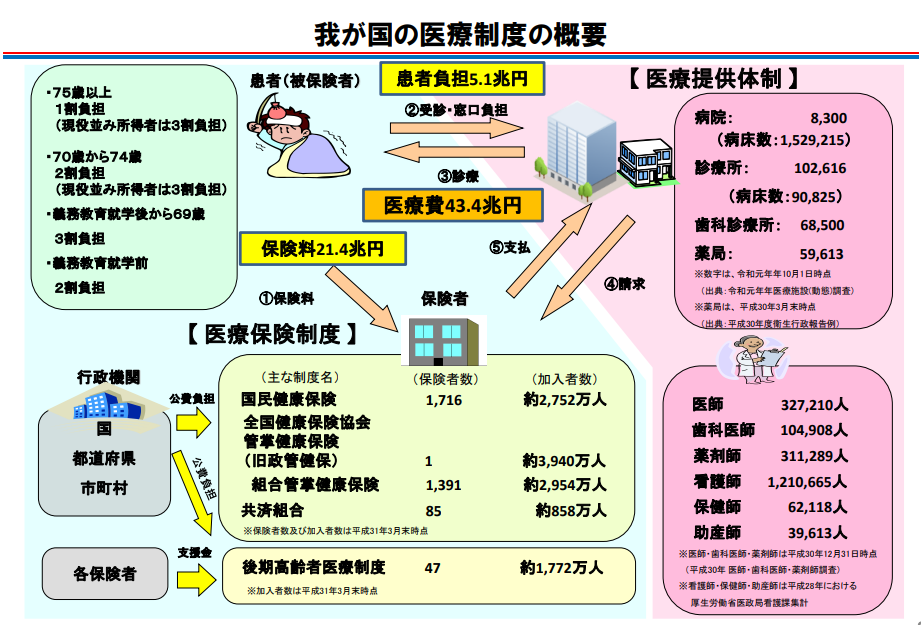 我が国の医療制度の概要
・75歳以上
1割負担
(現役並み所得者は3割負担)
・70歳から74歳
2割負担
(現役並み所得者は3割負担)
・義務教育就学後から69歳
3割負担
・義務教育就学前
2割負担
患者(被保険者)
患者負担5.1兆円
②受診・窓口負担
③診療
医療費43.4兆円
保険料21.4兆円
①保険料
⑤支払
④請求
保険者
【 医療提供体制 】
病院: 8,300
(病床数:1,529,215)
診療所: 102,616
(病床数:90,825)
歯科診療所: 68,500
薬局: 59,613
※数字は、令和元年年10月1日時点
(出典:令和元年年医療施設(動態)調査)
※薬局は、平成30年3月末時点
(出典:平成30年度衛生行政報告例)
【 医療保険制度 】
行政機関
国
都道府県
市町村
公費負担
公費負担
(主な制度名) (保険者数) (加入者数)
国民健康保険 1,716 約2,752万人
全国健康保険協会
管掌健康保険
(旧政管健保) 1 約3,940万人
組合管掌健康保険 1,391 約2,954万人
共済組合 85 約858万人
※保険者数及び加入者数は平成31年3月末時点
各保険者
支援金
後期高齢者医療制度 47 約1,772万人
※加入者数は平成31年3月末時点
医師 327,210人
歯科医師 104,908人
薬剤師 311,289人
看護師 1,210,665人
保健師 62,118人
助産師 39,613人
※医師・歯科医師・薬剤師は平成30年12月31日時点
(平成30年 医師・歯科医師・薬剤師調査)
※看護師・保健師・助産師は平成28年における
厚生労働省医政局看護課集計